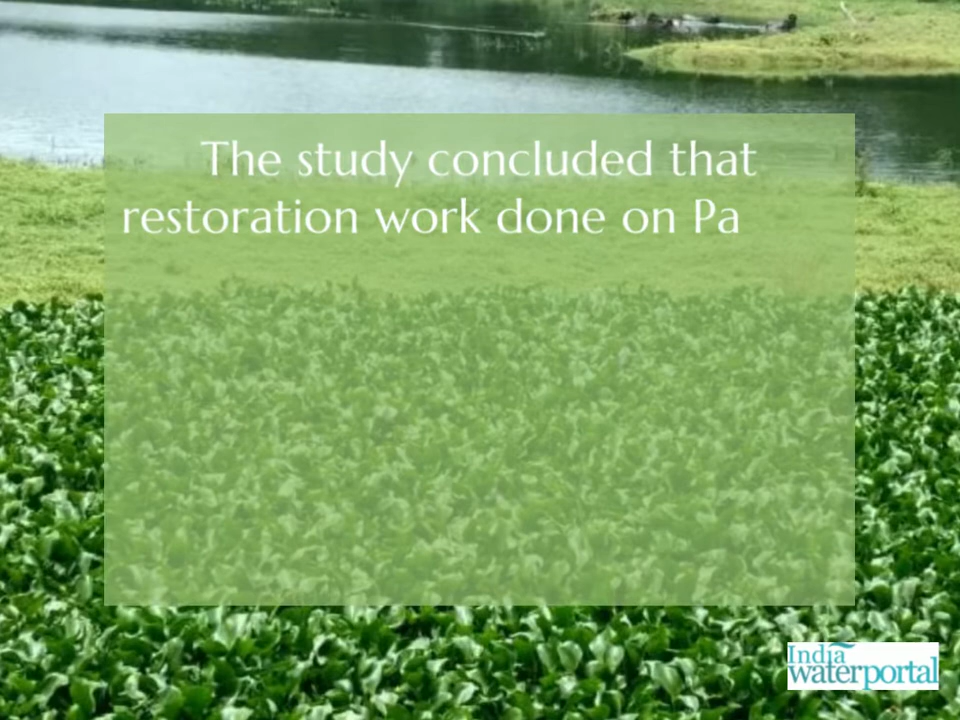 The study concluded that
restoration work done on Pa
India
waterportal